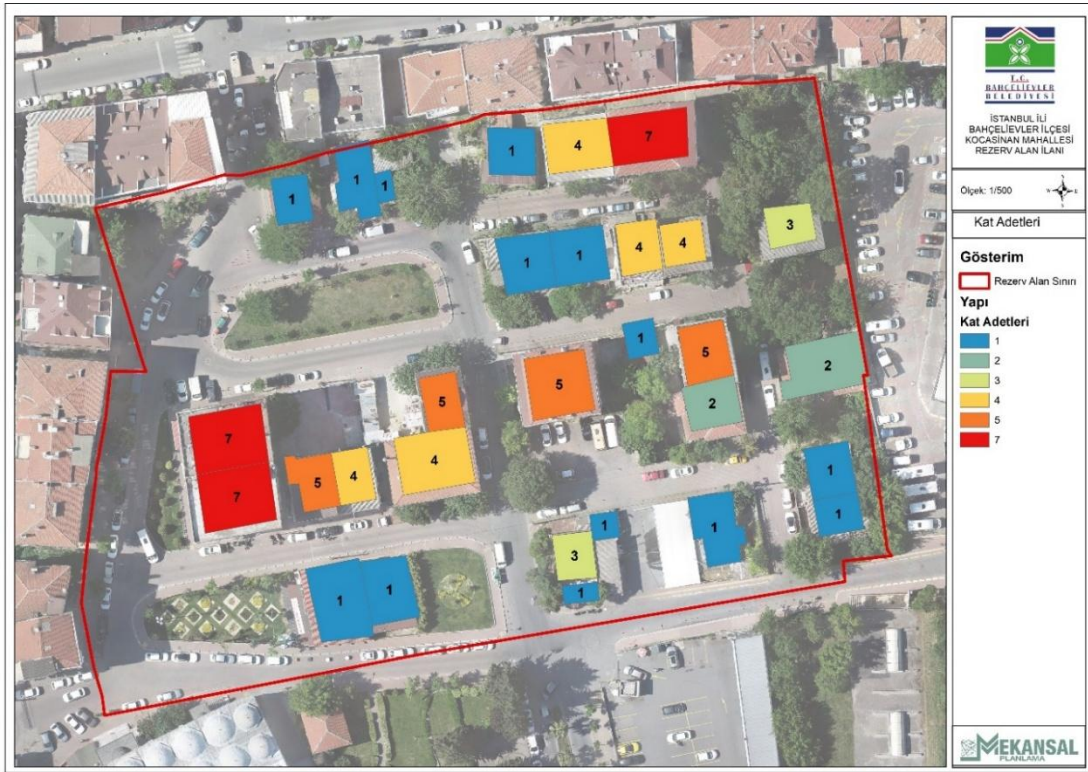 T.C.
BAHÇELİEVLER
BELEDİYESİ
İSTANBUL İLİ
BAHÇELİEVLER İLÇESİ
KOCASİNAN MAHALLESİ
REZERV ALAN İLANI
Ölçek: 1/500
Kat Adetleri
Gösterim
Rezerv Alan Sınırı
Yapı
Kat Adetleri
1
2
3
4
5
7
MEKANSAL
PLANLAMA
1 4 7
1 1 1
3
1 1 4 4
1
5 5 2
5
2
7 4
5 4
7
1
1
1 1
3
1
1 1